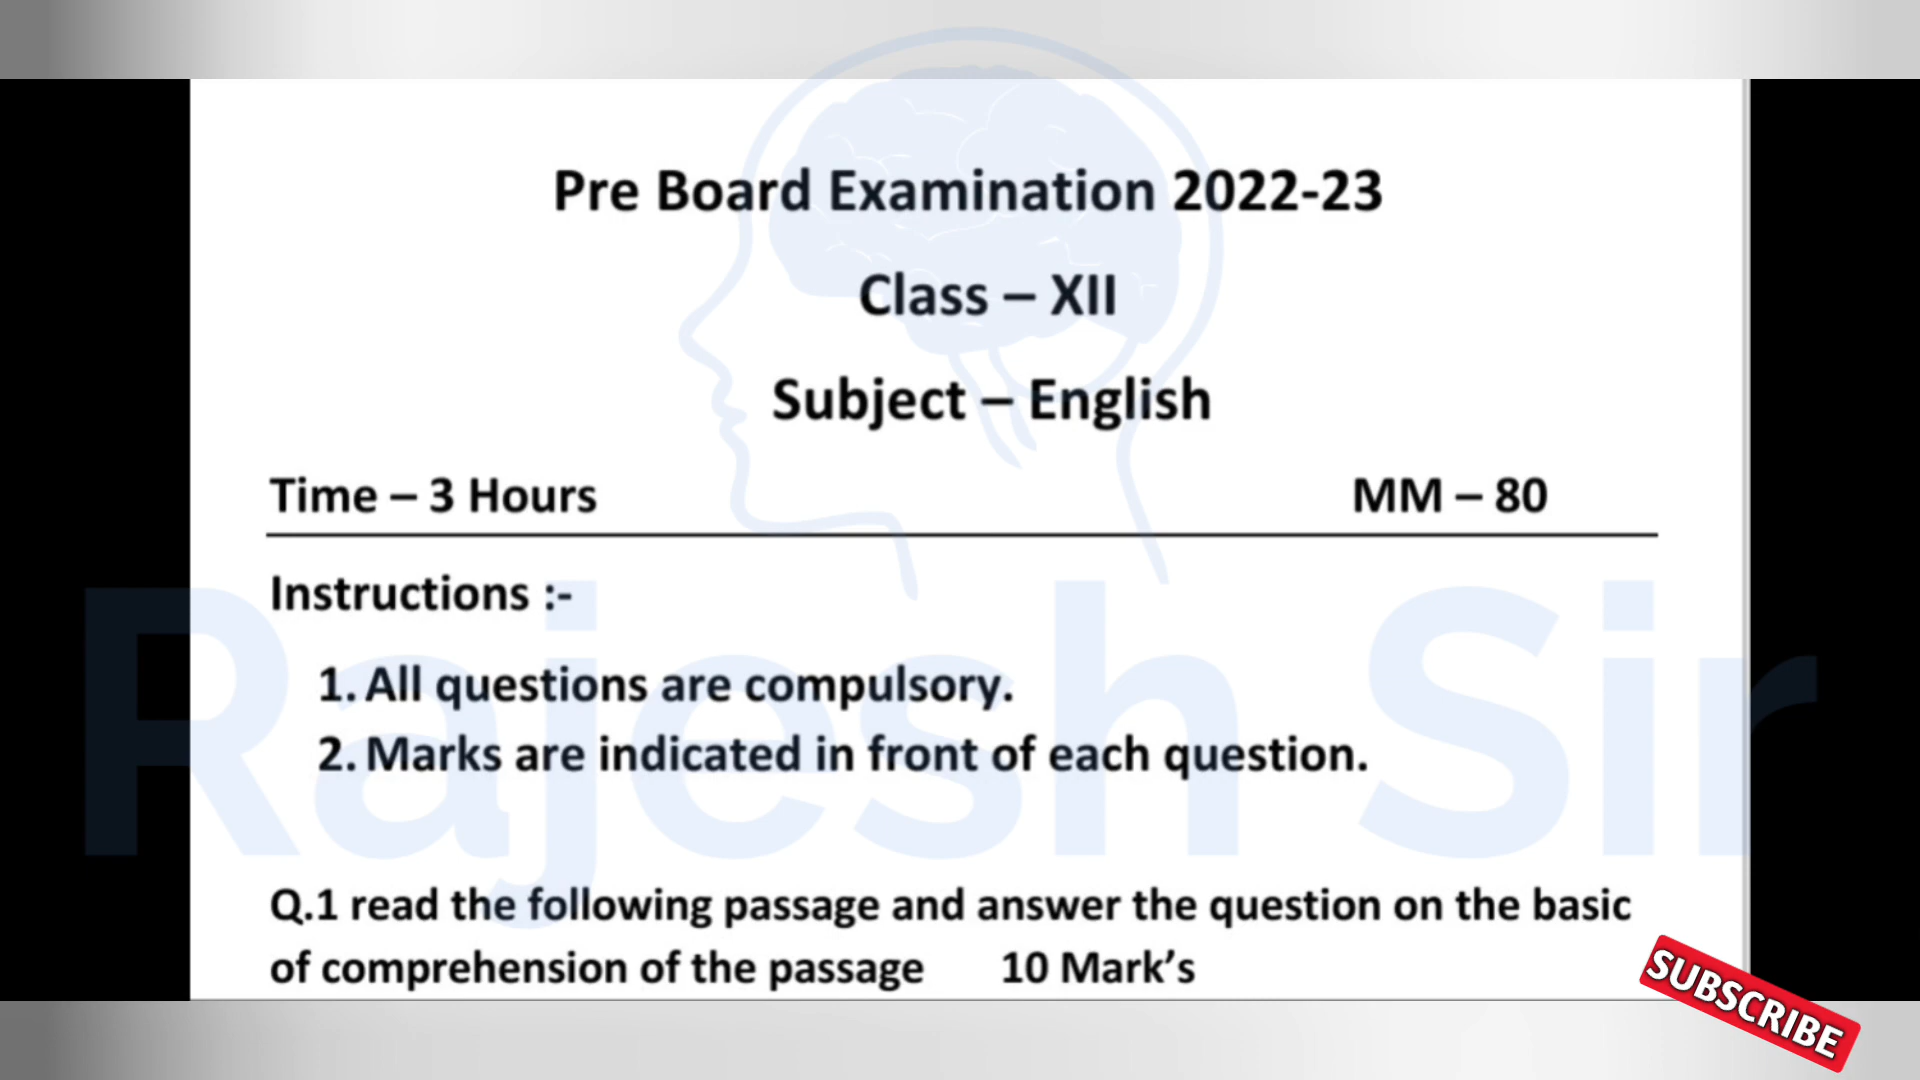 Pre Board Examination 2022-23
Class – XII
Subject – English
Time – 3 Hours MM – 80
Instructions :-
1. All questions are compulsory.
2. Marks are indicated in front of each question.
Rajesh Sir
Q.1 read the following passage and answer the question on the basic
of comprehension of the passage 10 Mark’s
SUBSCRIBE